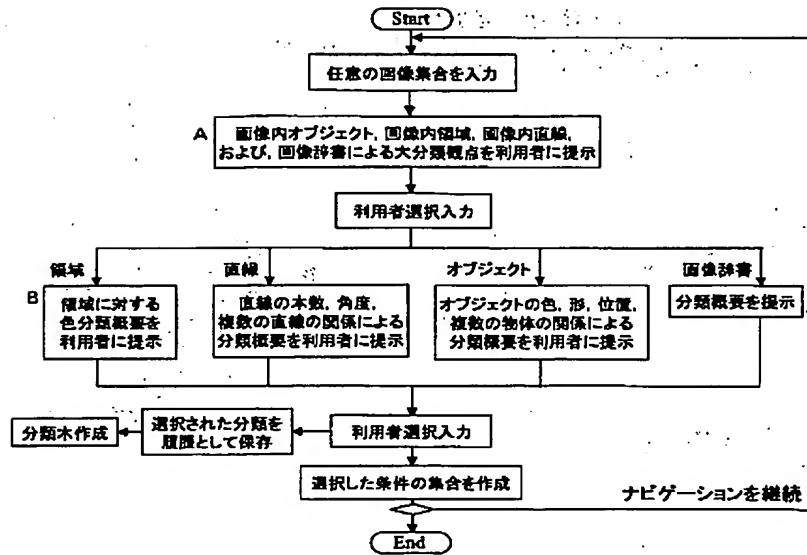 Start
任意の画像集合を入力
A
画像内オブジェクト, 画像内領域, 画像内直線,
および, 画像辞書による大分類観点を利用者に提示
利用者選択入力
領域
直線
オブジェクト
画像辞書
B
領域に対する
色分類概要を
利用者に提示
直線の本数, 角度,
複数の直線の関係による
分類概要を利用者に提示
オブジェクトの色, 形, 位置,
複数の物体の関係による
分類概要を利用者に提示
分類概要を提示
分類木作成
選択された分類を
履歴として保存
利用者選択入力
選択した条件の集合を作成
ナビゲーションを継続
End